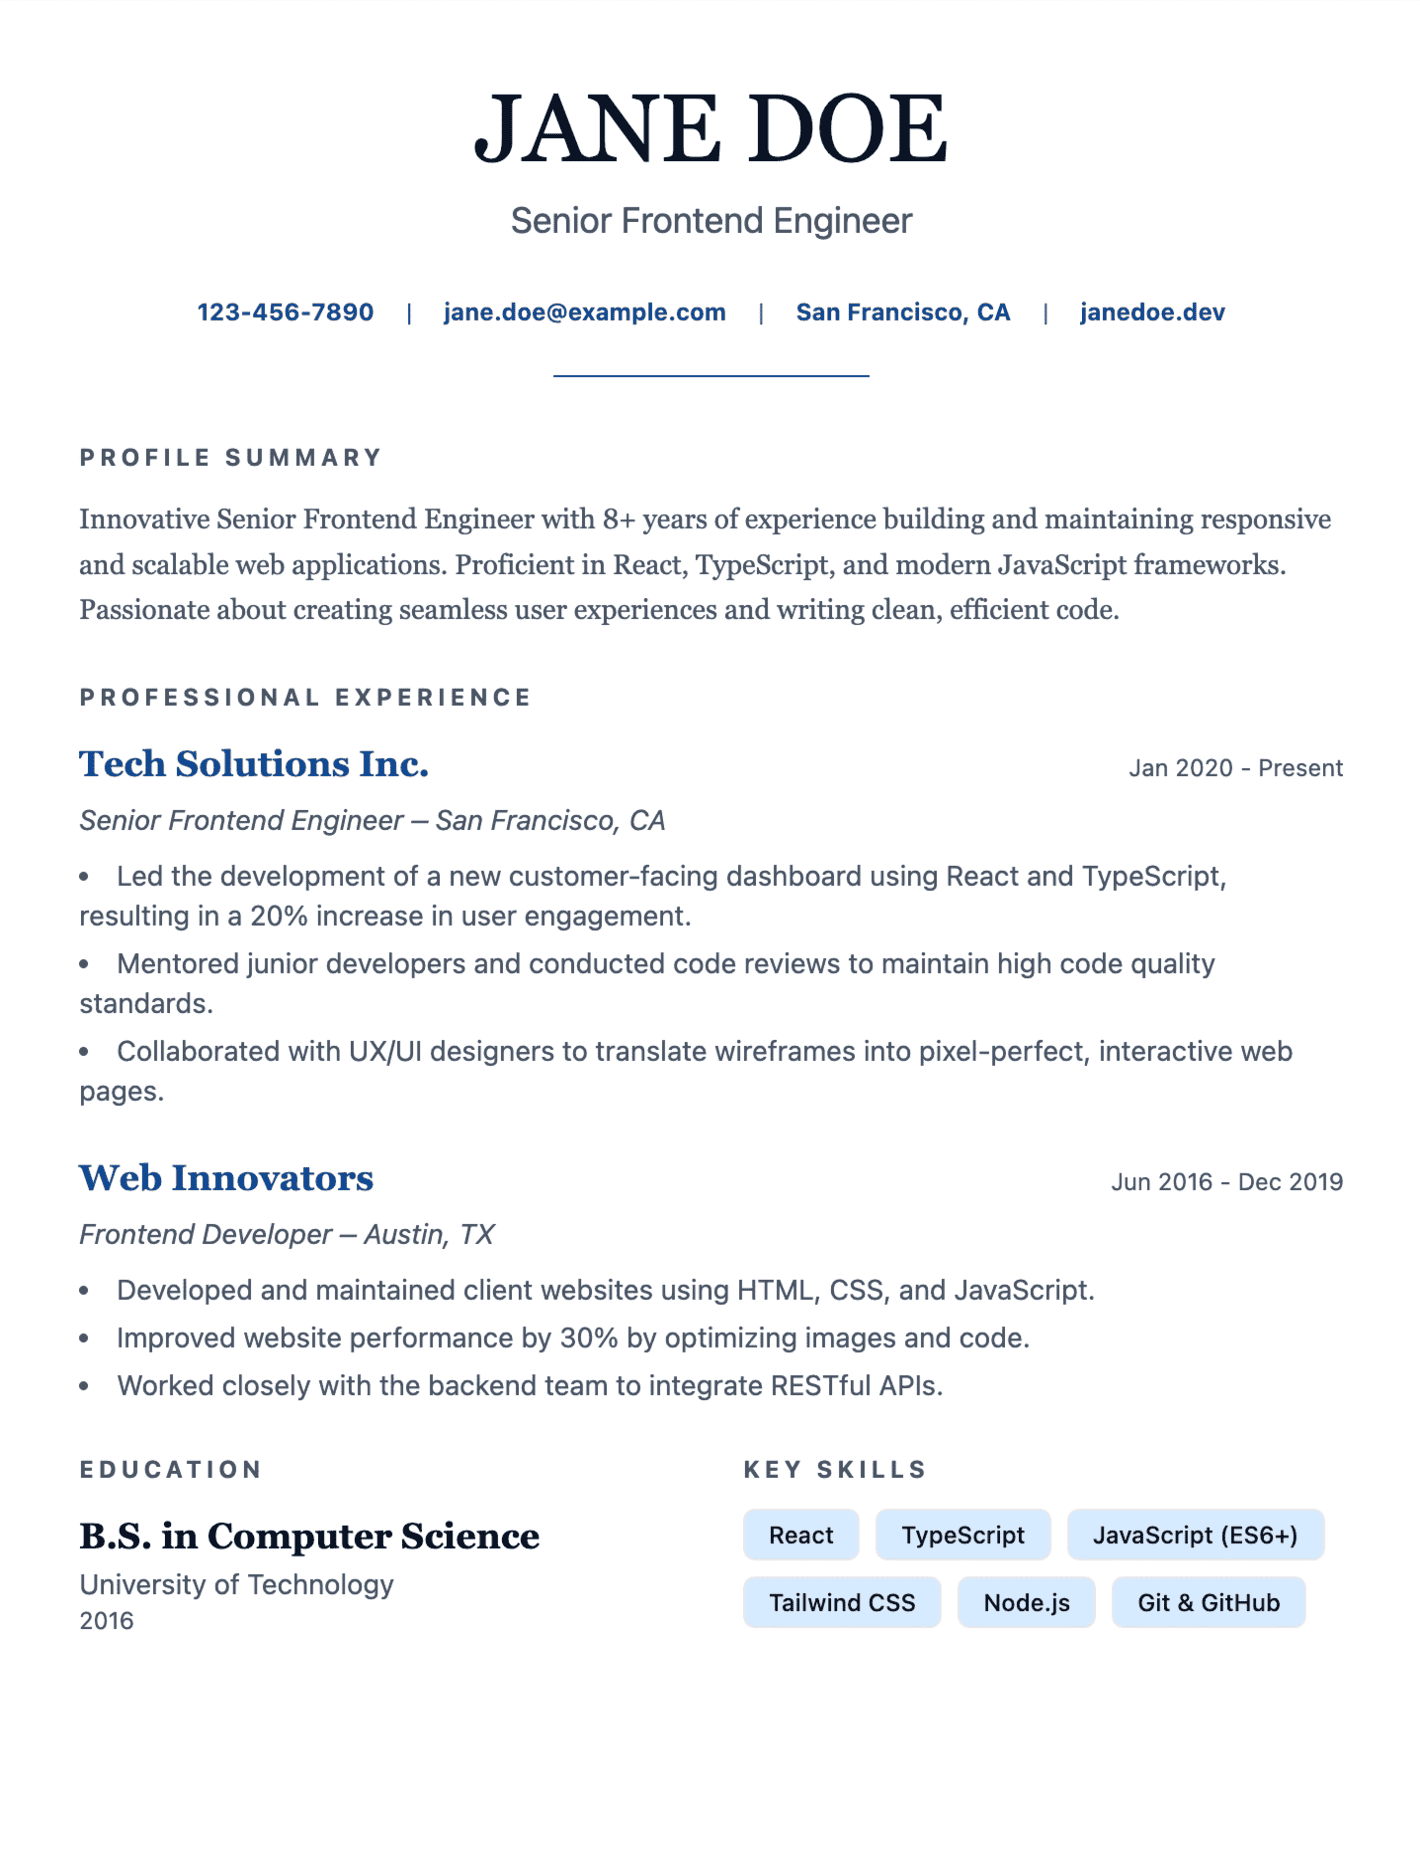 JANE DOE
Senior Frontend Engineer
123-456-7890 | jane.doe@example.com | San Francisco, CA | janedoe.dev
PROFILE SUMMARY
Innovative Senior Frontend Engineer with 8+ years of experience building and maintaining responsive
and scalable web applications. Proficient in React, TypeScript, and modern JavaScript frameworks.
Passionate about creating seamless user experiences and writing clean, efficient code.
PROFESSIONAL EXPERIENCE
Tech Solutions Inc. Jan 2020 - Present
Senior Frontend Engineer — San Francisco, CA
• Led the development of a new customer-facing dashboard using React and TypeScript,
resulting in a 20% increase in user engagement.
• Mentored junior developers and conducted code reviews to maintain high code quality
standards.
• Collaborated with UX/UI designers to translate wireframes into pixel-perfect, interactive web
pages.
Web Innovators Jun 2016 - Dec 2019
Frontend Developer — Austin, TX
• Developed and maintained client websites using HTML, CSS, and JavaScript.
• Improved website performance by 30% by optimizing images and code.
• Worked closely with the backend team to integrate RESTful APIs.
EDUCATION
B.S. in Computer Science
University of Technology
2016
KEY SKILLS
React TypeScript JavaScript (ES6+)
Tailwind CSS Node.js Git & GitHub